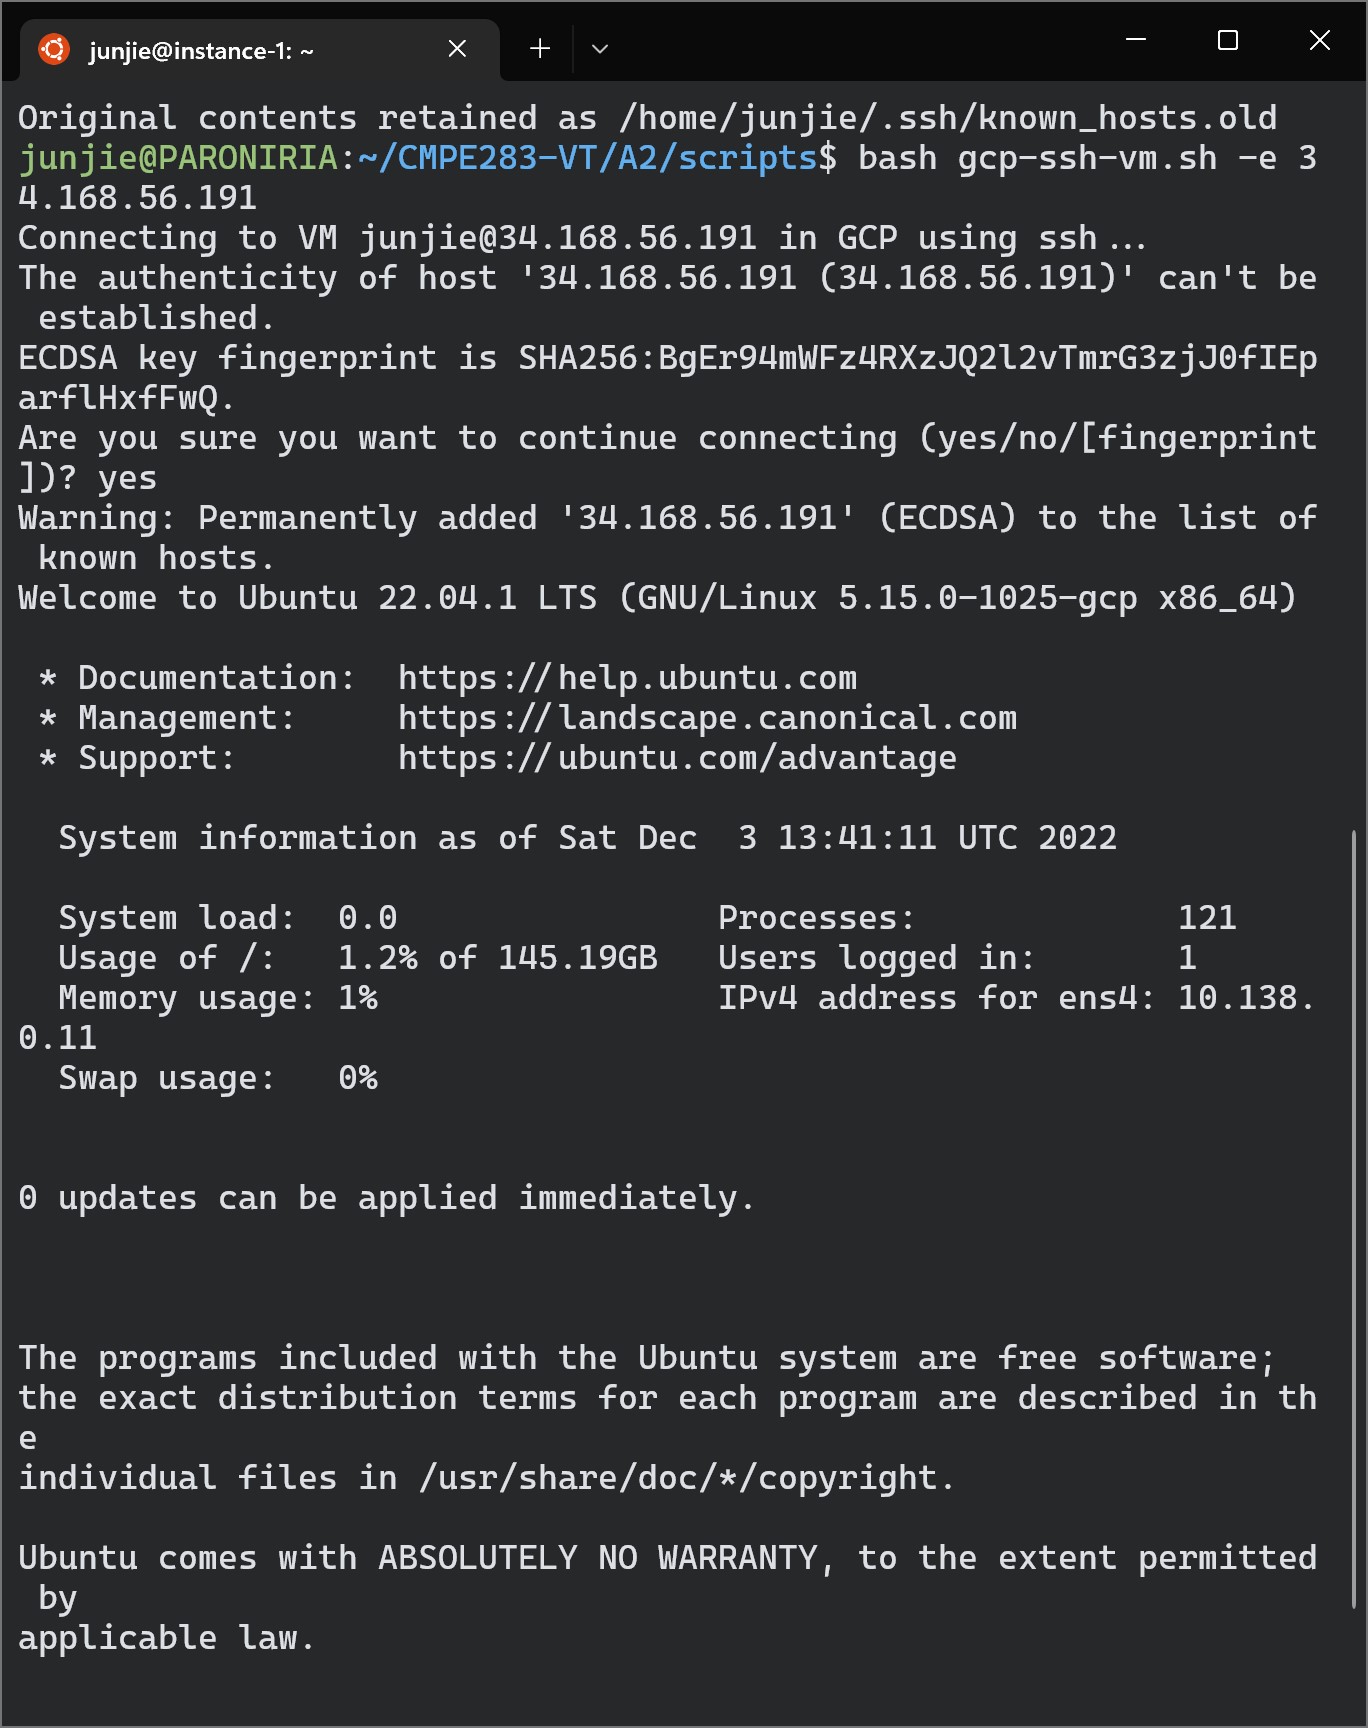 junjie@instance-1: ~
Original contents retained as /home/junjie/.ssh/known_hosts.old
junjie@PARONIRIA:~/CMPE283-VT/A2/scripts$ bash gcp-ssh-vm.sh -e 3
4.168.56.191
Connecting to VM junjie@34.168.56.191 in GCP using ssh...
The authenticity of host '34.168.56.191 (34.168.56.191)' can't be
 established.
ECDSA key fingerprint is SHA256:BgEr94mWFz4RXzJQ2l2vTmrG3zjJ0fIEp
arflHxfFwQ.
Are you sure you want to continue connecting (yes/no/[fingerprint
])? yes
Warning: Permanently added '34.168.56.191' (ECDSA) to the list of
 known hosts.
Welcome to Ubuntu 22.04.1 LTS (GNU/Linux 5.15.0-1025-gcp x86_64)

 * Documentation:  https://help.ubuntu.com
 * Management:     https://landscape.canonical.com
 * Support:        https://ubuntu.com/advantage

  System information as of Sat Dec  3 13:41:11 UTC 2022

  System load:  0.0                Processes:             121
  Usage of /:   1.2% of 145.19GB   Users logged in:       1
  Memory usage: 1%                 IPv4 address for ens4: 10.138.
0.11
  Swap usage:   0%

0 updates can be applied immediately.

The programs included with the Ubuntu system are free software;
the exact distribution terms for each program are described in th
e
individual files in /usr/share/doc/*/copyright.

Ubuntu comes with ABSOLUTELY NO WARRANTY, to the extent permitted
 by
applicable law.